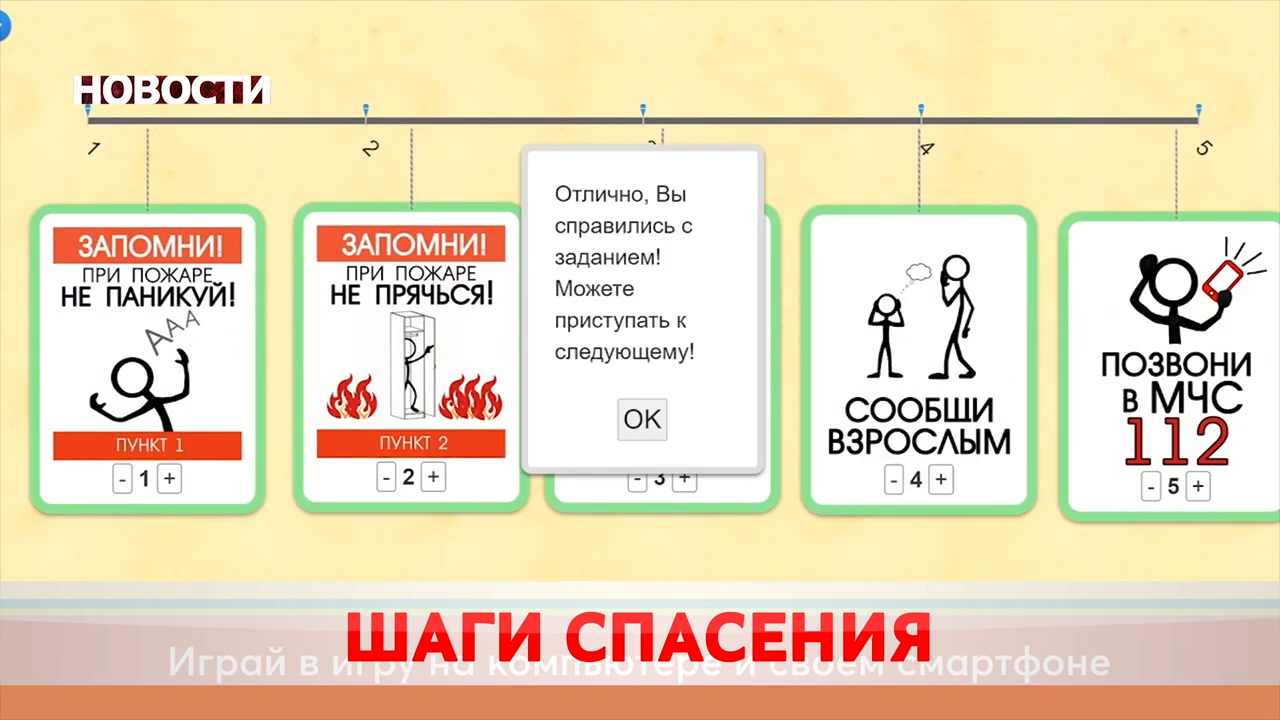 НОВОСТИ
1
2
4
5
ЗАПОМНИ!
ПРИ ПОЖАРЕ
НЕ ПАНИКУЙ!
ААА
ПУНКТ 1
- 1 +
ЗАПОМНИ!
ПРИ ПОЖАРЕ
НЕ ПРЯЧЬСЯ!
ПУНКТ 2
- 2 +
Отлично, Вы
справились с
заданием!
Можете
приступать к
следующему!
OK
- 3 +
СООБЩИ
ВЗРОСЛЫМ
- 4 +
ПОЗВОНИ
В МЧС
112
- 5 +
ШАГИ СПАСЕНИЯ
Играй в игру на компьютере и своем смартфоне